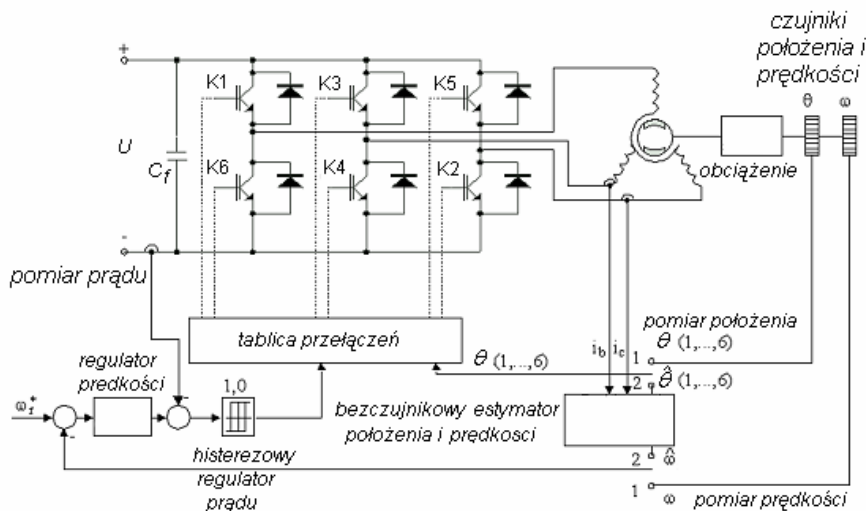 czujniki
położenia i
prędkości
θ ω
+
K1 K3 K5
U
C_f
K6 K4 K2
obciążenie
-
pomiar prądu
tablica przełączeń
i_b i_c
pomiar położenia
1 θ (1,...,6)
θ (1,...,6)
2 θ̂ (1,...,6)
regulator
predkości
1,0
-
ω_r^*
-
bezczujnikowy estymator
położenia i prędkosci
histerezowy
regulator
prądu
2 ω̂
1 ω
pomiar prędkości